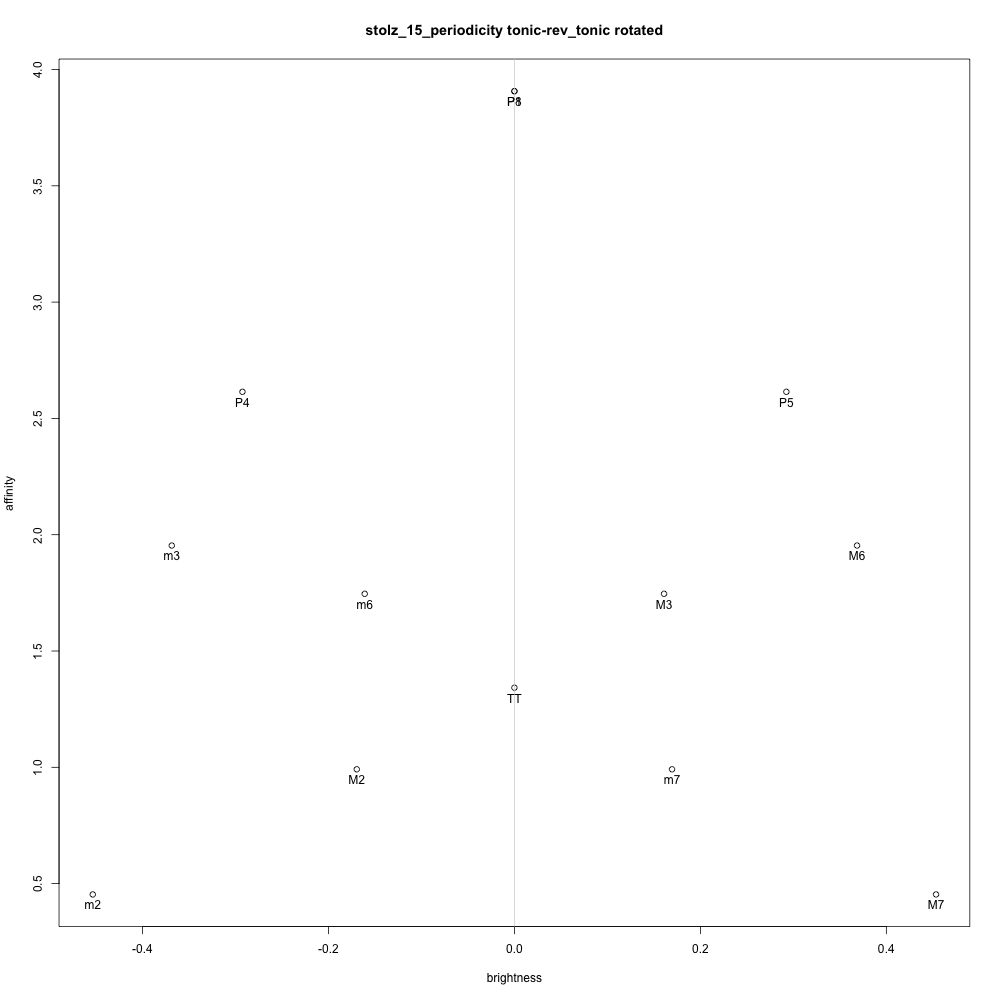 stolz_15_periodicity tonic-rev_tonic rotated
4.0
3.5
3.0
2.5
2.0
1.5
1.0
0.5
affinity
P4
P5
m3
M6
m6
M3
TT
M2
m7
m2
M7
-0.4
-0.2
0.0
0.2
0.4
brightness